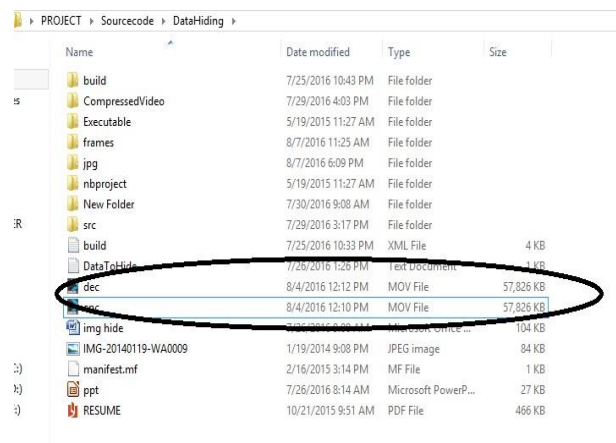 PROJECT › Sourcecode › DataHiding ›
Name Date modified Type Size
build 7/25/2016 10:43 PM File folder
CompressedVideo 7/29/2016 4:03 PM File folder
es Executable 5/19/2015 11:27 AM File folder
frames 8/7/2016 11:25 AM File folder
jpg 8/7/2016 6:09 PM File folder
nbproject 5/19/2015 11:27 AM File folder
New Folder 7/30/2016 9:08 AM File folder
ER src 7/29/2016 3:17 PM File folder
build 7/25/2016 10:33 PM XML File 4 KB
DataToHide 7/26/2016 1:26 PM Text Document 1 KB
dec 8/4/2016 12:12 PM MOV File 57,826 KB
enc 8/4/2016 12:10 PM MOV File 57,826 KB
img hide Microsoft Office ... 104 KB
IMG-20140119-WA0009 1/19/2014 9:08 PM JPEG image 84 KB
C:) manifest.mf 2/16/2015 3:14 PM MF File 1 KB
):) ppt 7/26/2016 8:14 AM Microsoft PowerP... 27 KB
:) RESUME 10/21/2015 9:51 AM PDF File 466 KB